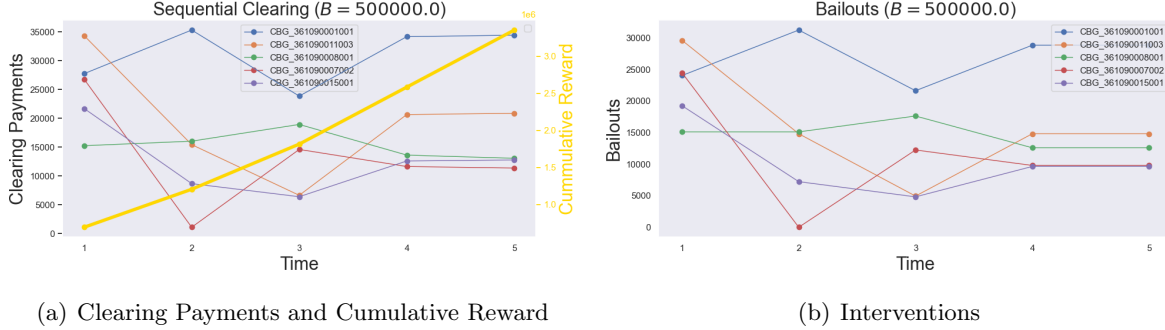 Sequential Clearing (B = 500000.0)
1e6
35000
30000
25000
20000
15000
10000
5000
0
Clearing Payments
CBG_361090001001
CBG_361090011003
CBG_361090008001
CBG_361090007002
CBG_361090015001
3.0
2.5
2.0
1.5
1.0
Cummulative Reward
1 2 3 4 5
Time
Bailouts (B = 500000.0)
30000
25000
20000
15000
10000
5000
0
Bailouts
CBG_361090001001
CBG_361090011003
CBG_361090008001
CBG_361090007002
CBG_361090015001
1 2 3 4 5
Time
(a) Clearing Payments and Cumulative Reward
(b) Interventions